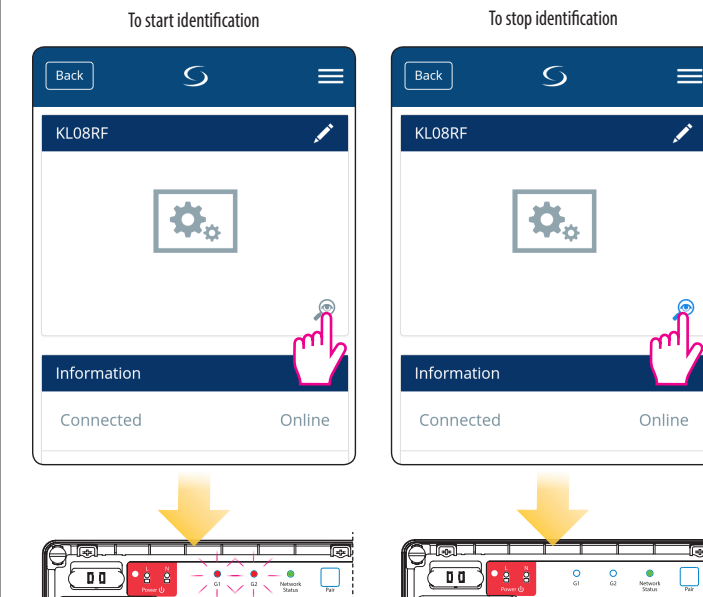 To start identification
To stop identification
Back
Back
KL08RF
KL08RF
Information
Information
Connected Online
Connected Online
L N
Power
G1
G2
Network
Status
Pair
L N
Power
G1
G2
Network
Status
Pair